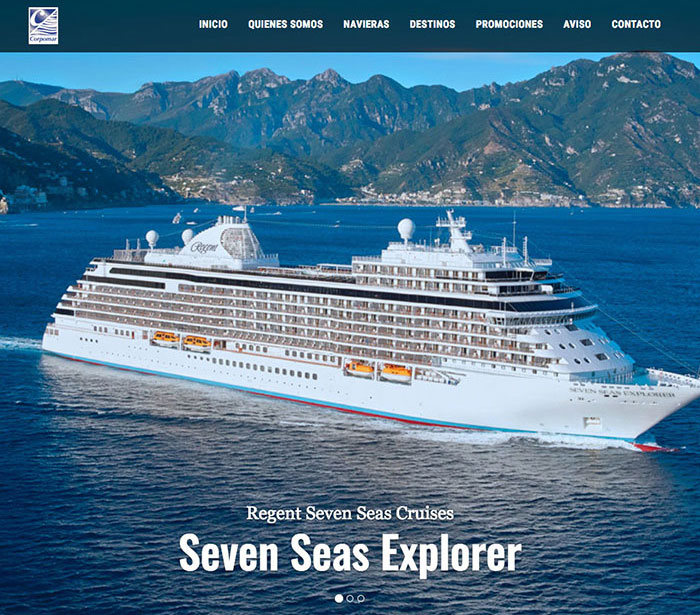 Corpomar
INICIO QUIENES SOMOS NAVIERAS DESTINOS PROMOCIONES AVISO CONTACTO
Regent
SEVEN SEAS EXPLORER
Regent Seven Seas Cruises
Seven Seas Explorer